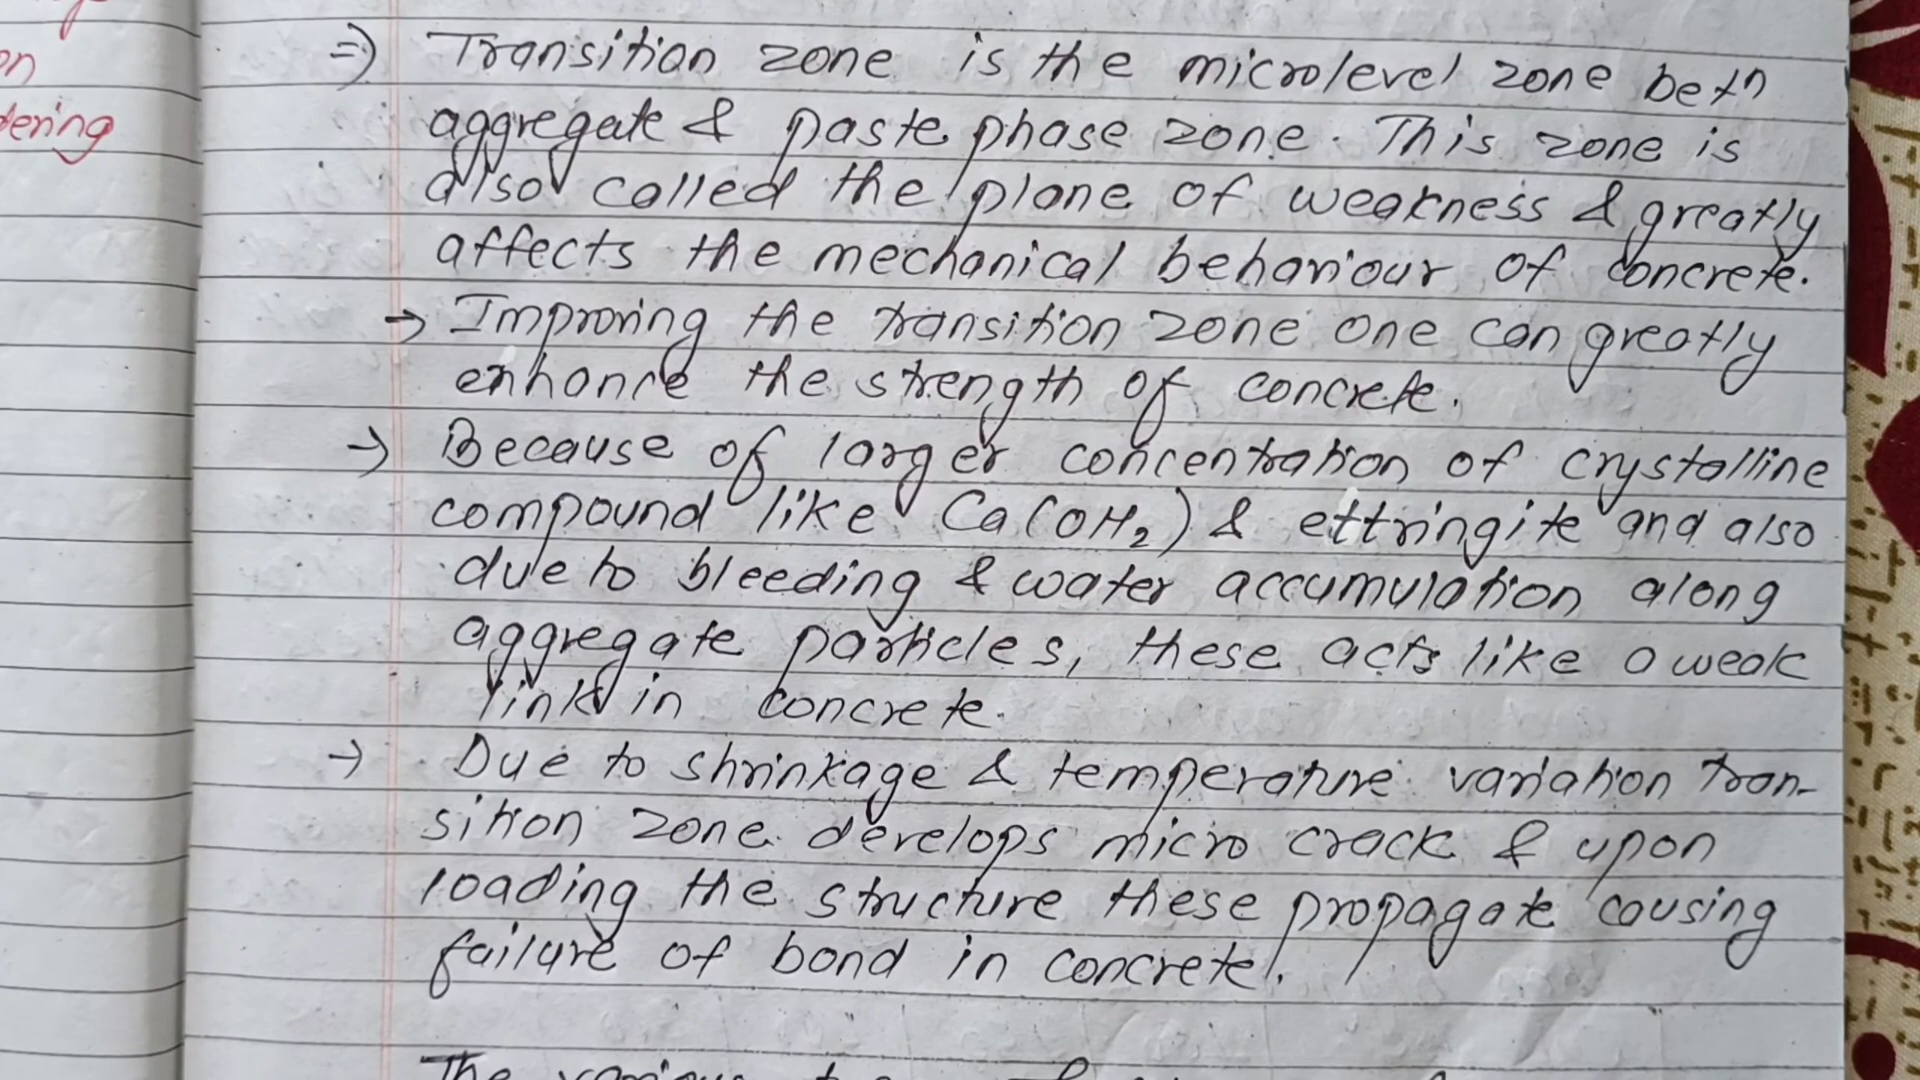 on
dering
⇒ Transition zone is the microlevel zone betn
aggregate & paste phase zone. This zone is
also called the plane of weakness & greatly
affects the mechanical behaviour of concrete.
→ Improving the transition zone one can greatly
enhance the strength of concrete.
→ Because of larger concentration of crystalline
compound like Ca(OH₂) & ettringite and also
due to bleeding & water accumulation along
aggregate particles, these acts like a weak
link in concrete.
→ Due to shrinkage & temperature variation tran-
sition zone develops micro crack & upon
loading the structure these propagate causing
failure of bond in concrete.
The various